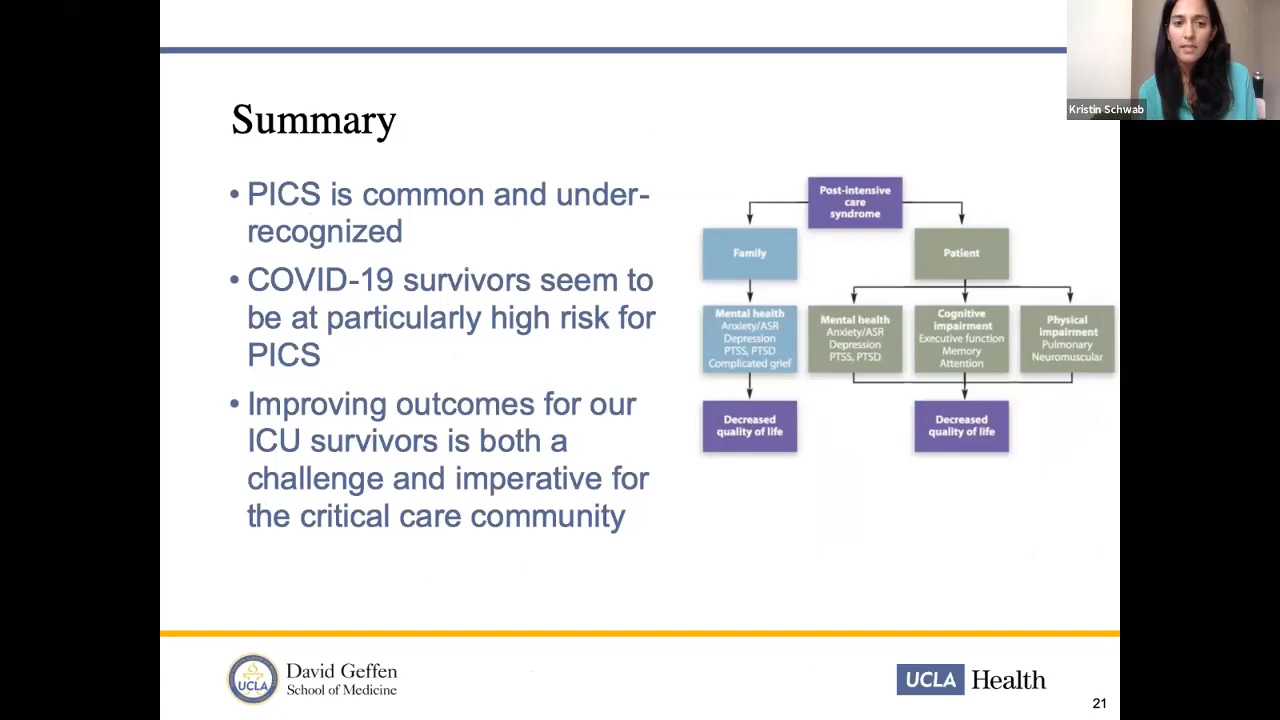 Kristin Schwab
Summary
• PICS is common and under-
recognized
• COVID-19 survivors seem to
be at particularly high risk for
PICS
• Improving outcomes for our
ICU survivors is both a
challenge and imperative for
the critical care community
Post-intensive
care
syndrome
Family
Patient
Mental health
Anxiety/ASR
Depression
PTSS, PTSD
Complicated grief
Mental health
Anxiety/ASR
Depression
PTSS, PTSD
Cognitive
impairment
Executive function
Memory
Attention
Physical
impairment
Pulmonary
Neuromuscular
Decreased
quality of life
Decreased
quality of life
UCLA
David Geffen
School of Medicine
UCLA Health
21